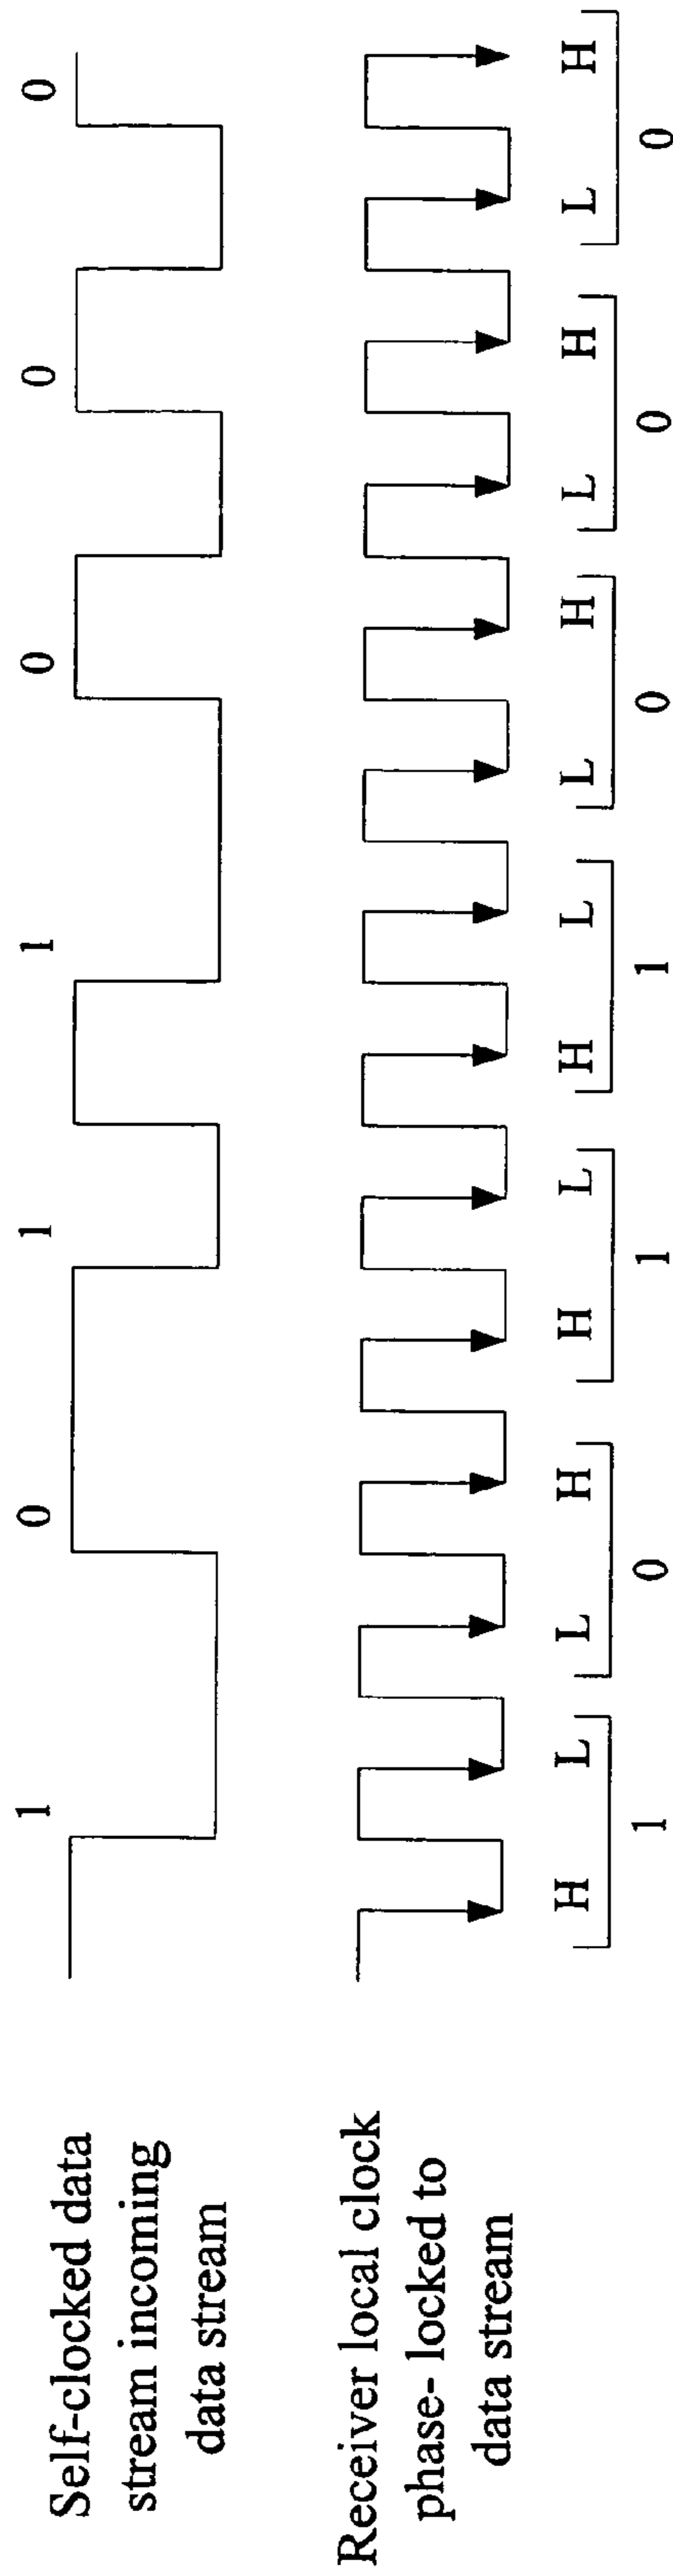 1 0 1 1 0 0 0
Self-clocked data
stream incoming
data stream
Receiver local clock
phase- locked to
data stream
H L L H H L H L L H L H L H
1 0 1 1 0 0 0